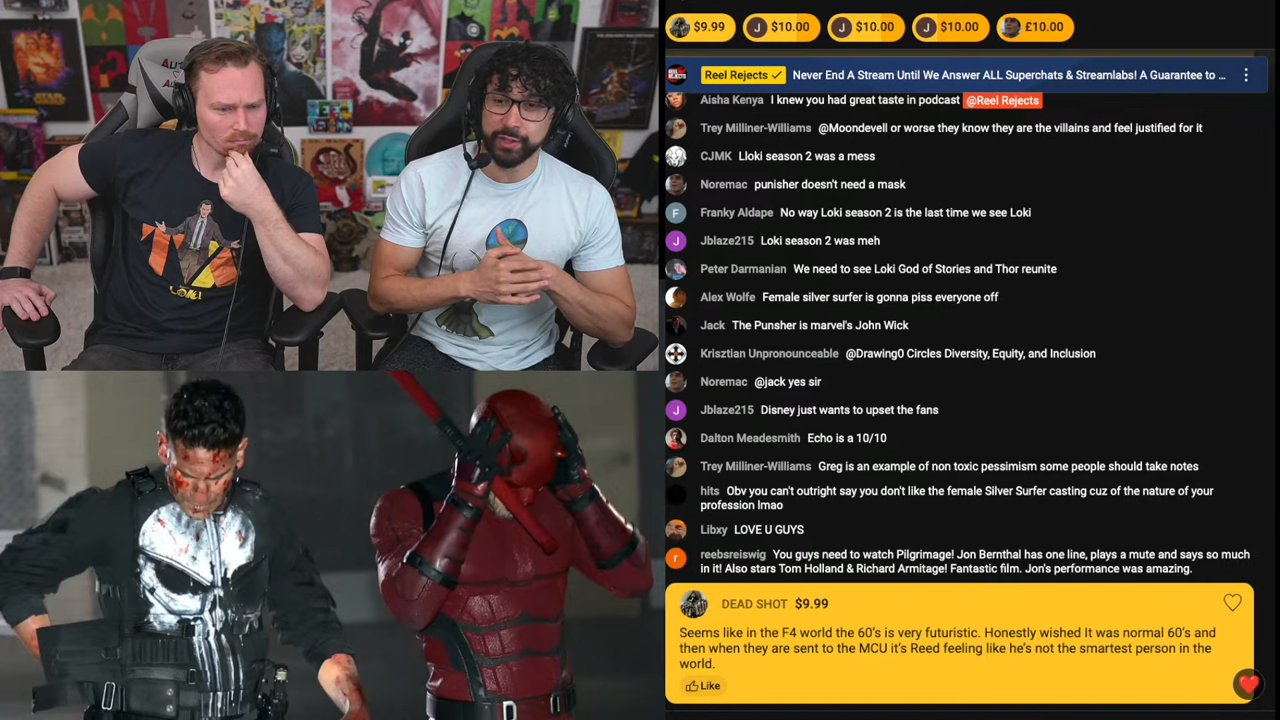 $9.99
J $10.00
J $10.00
J $10.00
£10.00
Reel Rejects Never End A Stream Until We Answer ALL Superchats & Streamlabs! A Guarantee to ...
Aisha Kenya I knew you had great taste in podcast @Reel Rejects
Trey Milliner-Williams @Moondevell or worse they know they are the villains and feel justified for it
CJMK Lloki season 2 was a mess
Noremac punisher doesn't need a mask
F Franky Aldape No way Loki season 2 is the last time we see Loki
J Jblaze215 Loki season 2 was meh
Peter Darmanian We need to see Loki God of Stories and Thor reunite
Alex Wolfe Female silver surfer is gonna piss everyone off
Jack The Punsher is marvel's John Wick
Krisztian Unpronounceable @Drawing0 Circles Diversity, Equity, and Inclusion
Noremac @jack yes sir
J Jblaze215 Disney just wants to upset the fans
Dalton Meadesmith Echo is a 10/10
Trey Milliner-Williams Greg is an example of non toxic pessimism some people should take notes
hits Obv you can't outright say you don't like the female Silver Surfer casting cuz of the nature of your
profession lmao
Libxy LOVE U GUYS
r reebsreiswig You guys need to watch Pilgrimage! Jon Bernthal has one line, plays a mute and says so much
in it! Also stars Tom Holland & Richard Armitage! Fantastic film. Jon's performance was amazing.
DEAD SHOT $9.99
Seems like in the F4 world the 60's is very futuristic. Honestly wished It was normal 60's and
then when they are sent to the MCU it's Reed feeling like he's not the smartest person in the
world.
Like
LOKI